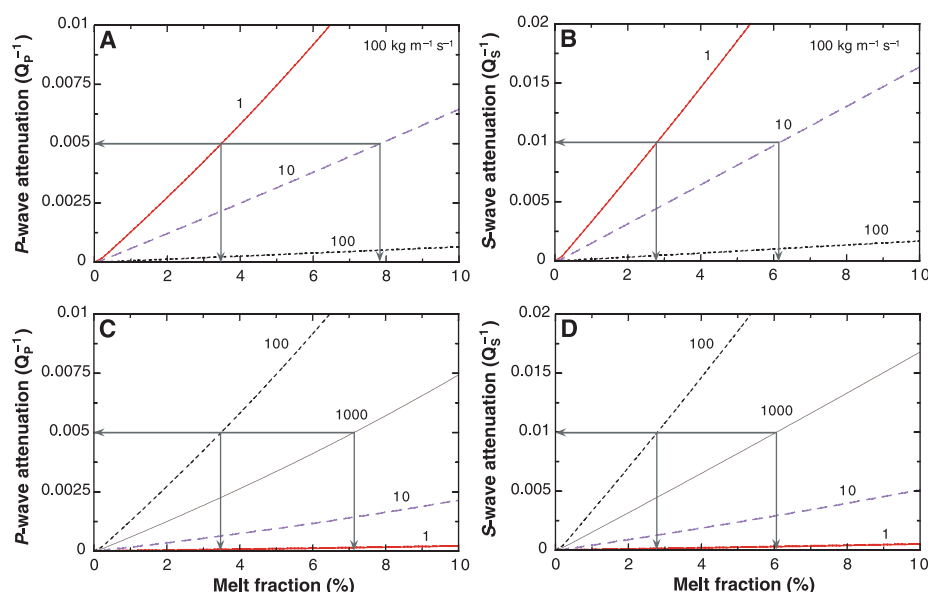 A
100 kg m⁻¹ s⁻¹
1
10
100
P-wave attenuation (Q_P⁻¹)
0.01
0.0075
0.005
0.0025
0
0 2 4 6 8 10
B
100 kg m⁻¹ s⁻¹
1
10
100
S-wave attenuation (Q_S⁻¹)
0.02
0.015
0.01
0.005
0
0 2 4 6 8 10
C
100
1000
10
1
P-wave attenuation (Q_P⁻¹)
0.01
0.0075
0.005
0.0025
0
0 2 4 6 8 10
Melt fraction (%)
D
100
1000
10
1
S-wave attenuation (Q_S⁻¹)
0.02
0.015
0.01
0.005
0
0 2 4 6 8 10
Melt fraction (%)